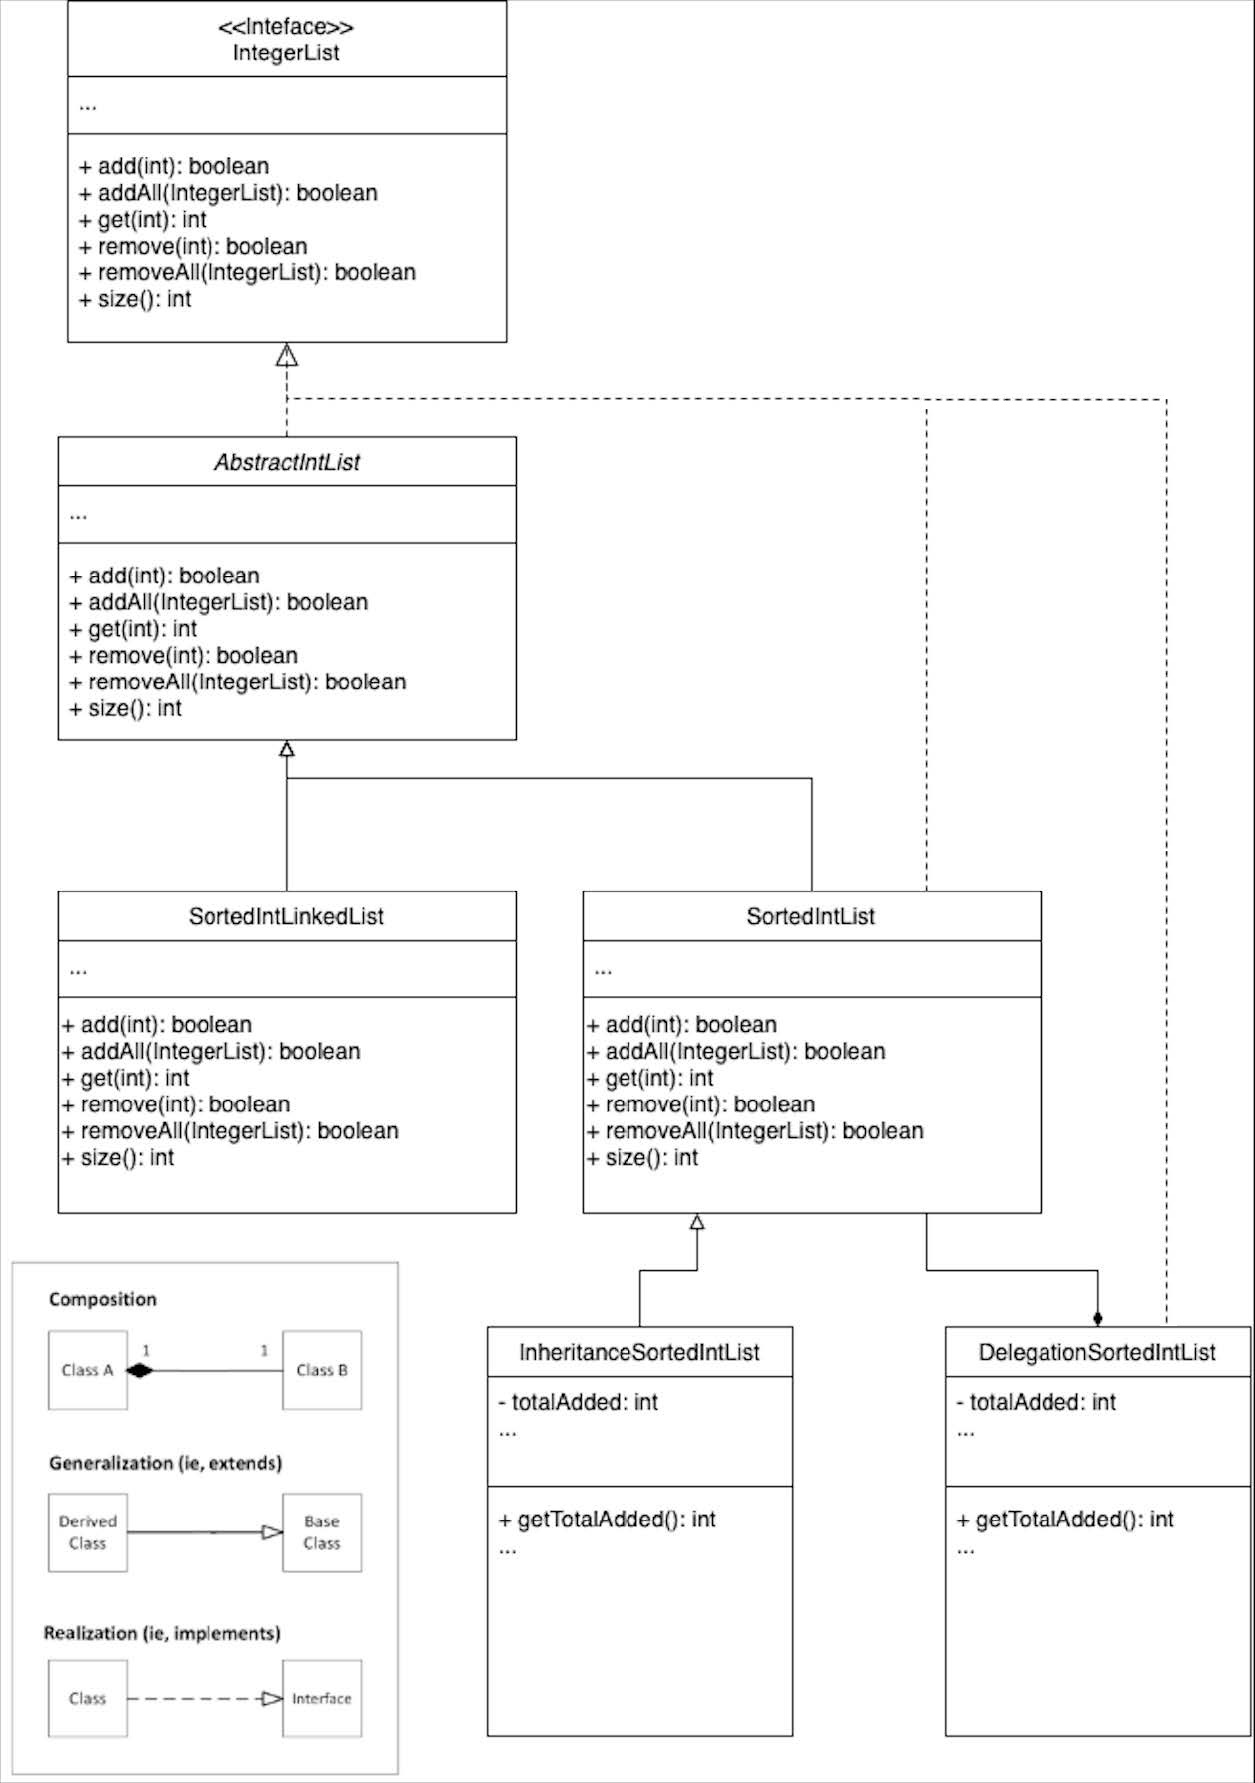 <<Inteface>>
IntegerList
...
+ add(int): boolean
+ addAll(IntegerList): boolean
+ get(int): int
+ remove(int): boolean
+ removeAll(IntegerList): boolean
+ size(): int
AbstractIntList
...
+ add(int): boolean
+ addAll(IntegerList): boolean
+ get(int): int
+ remove(int): boolean
+ removeAll(IntegerList): boolean
+ size(): int
SortedIntLinkedList
...
+ add(int): boolean
+ addAll(IntegerList): boolean
+ get(int): int
+ remove(int): boolean
+ removeAll(IntegerList): boolean
+ size(): int
SortedIntList
...
+ add(int): boolean
+ addAll(IntegerList): boolean
+ get(int): int
+ remove(int): boolean
+ removeAll(IntegerList): boolean
+ size(): int
InheritanceSortedIntList
- totalAdded: int
...
+ getTotalAdded(): int
...
DelegationSortedIntList
- totalAdded: int
...
+ getTotalAdded(): int
...
Composition
Class A
1
1
Class B
Generalization (ie, extends)
Derived
Class
Base
Class
Realization (ie, implements)
Class
Interface